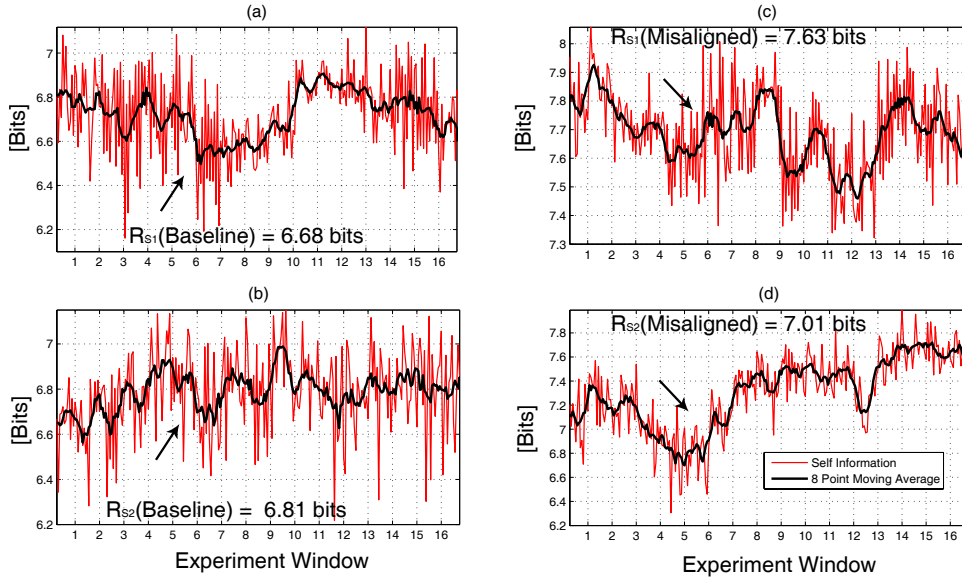 (a)
[Bits]
7
6.8
6.6
6.4
6.2
RS1(Baseline) = 6.68 bits
1 2 3 4 5 6 7 8 9 10 11 12 13 14 15 16
(b)
[Bits]
7
6.8
6.6
6.4
6.2
RS2(Baseline) = 6.81 bits
1 2 3 4 5 6 7 8 9 10 11 12 13 14 15 16
Experiment Window
(c)
RS1(Misaligned) = 7.63 bits
[Bits]
8
7.9
7.8
7.7
7.6
7.5
7.4
7.3
1 2 3 4 5 6 7 8 9 10 11 12 13 14 15 16
(d)
RS2(Misaligned) = 7.01 bits
[Bits]
7.8
7.6
7.4
7.2
7
6.8
6.6
6.4
6.2
Self Information
8 Point Moving Average
1 2 3 4 5 6 7 8 9 10 11 12 13 14 15 16
Experiment Window